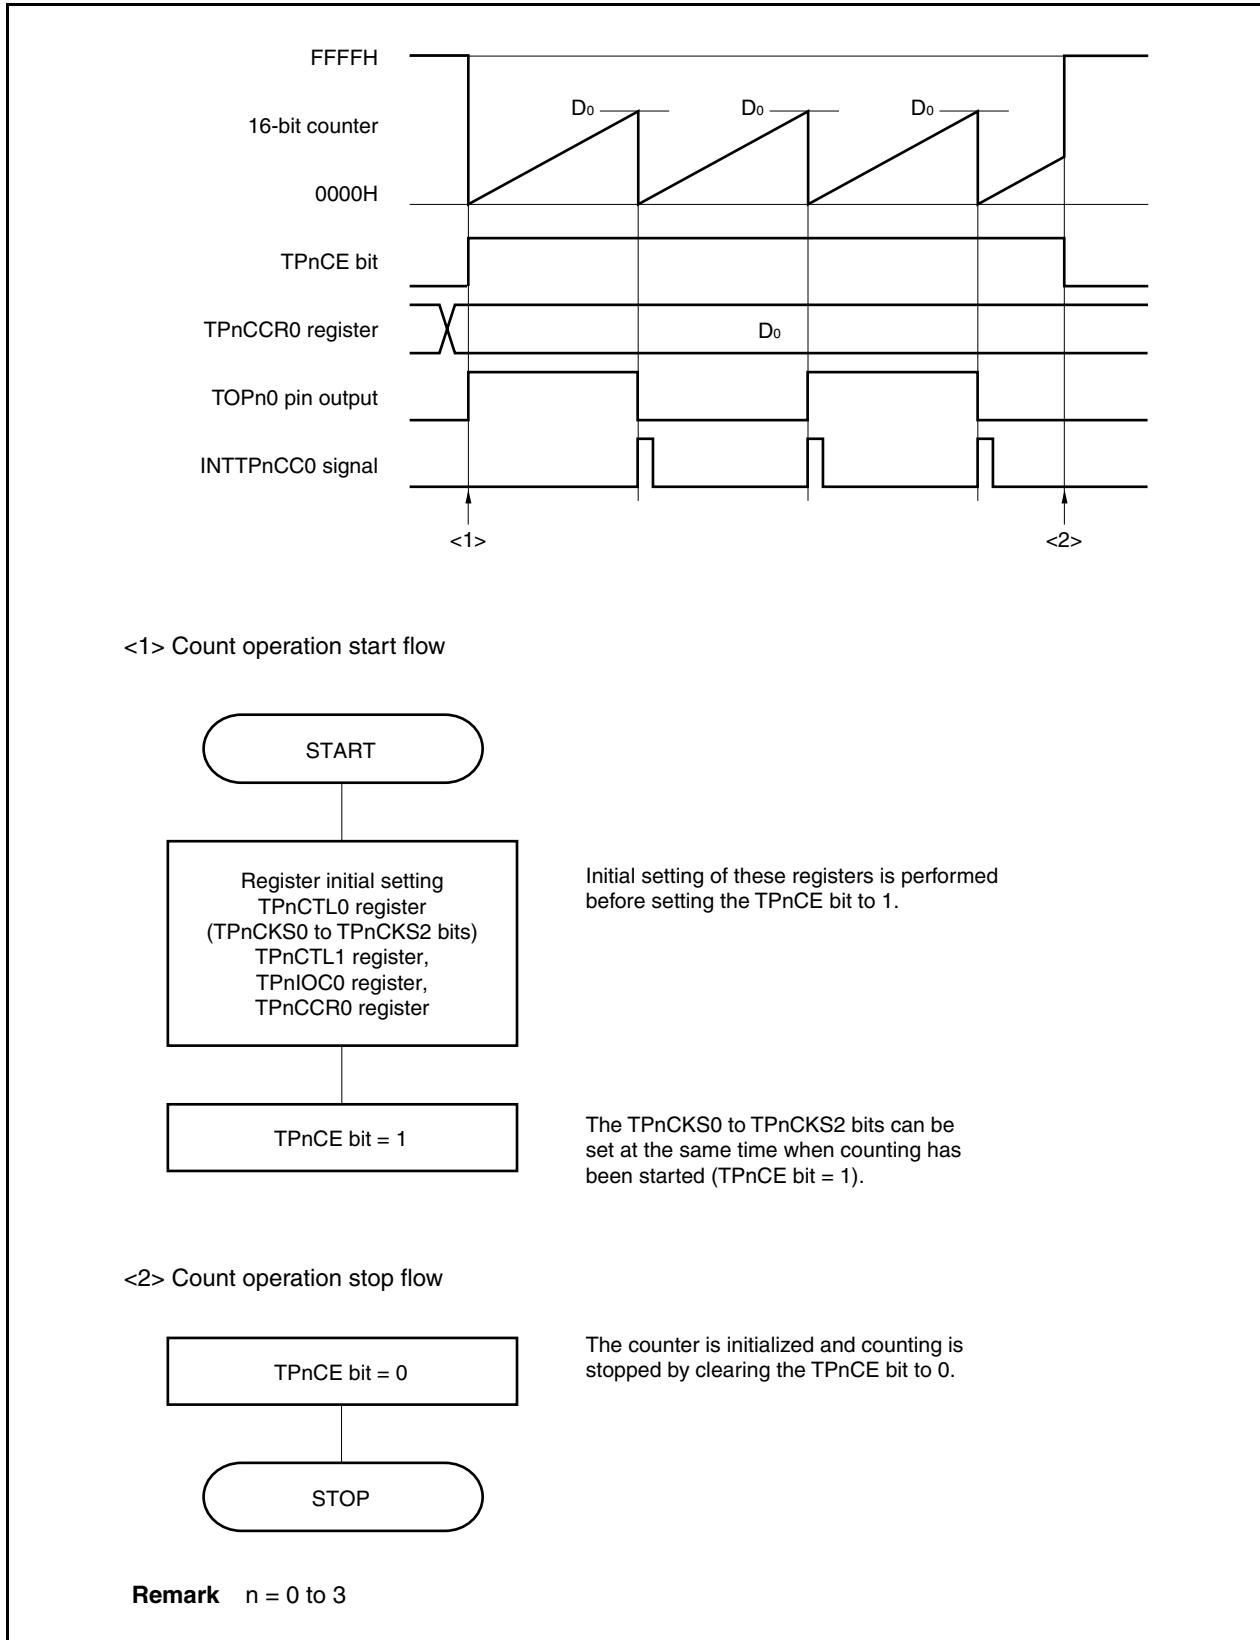 FFFFH
D0 D0 D0
16-bit counter
0000H
TPnCE bit
TPnCCR0 register
D0
TOPn0 pin output
INTTPnCC0 signal
<1> <2>
<1> Count operation start flow
START
Register initial setting
TPnCTL0 register
(TPnCKS0 to TPnCKS2 bits)
TPnCTL1 register,
TPnIOC0 register,
TPnCCR0 register
Initial setting of these registers is performed
before setting the TPnCE bit to 1.
TPnCE bit = 1
The TPnCKS0 to TPnCKS2 bits can be
set at the same time when counting has
been started (TPnCE bit = 1).
<2> Count operation stop flow
TPnCE bit = 0
The counter is initialized and counting is
stopped by clearing the TPnCE bit to 0.
STOP
Remark n = 0 to 3